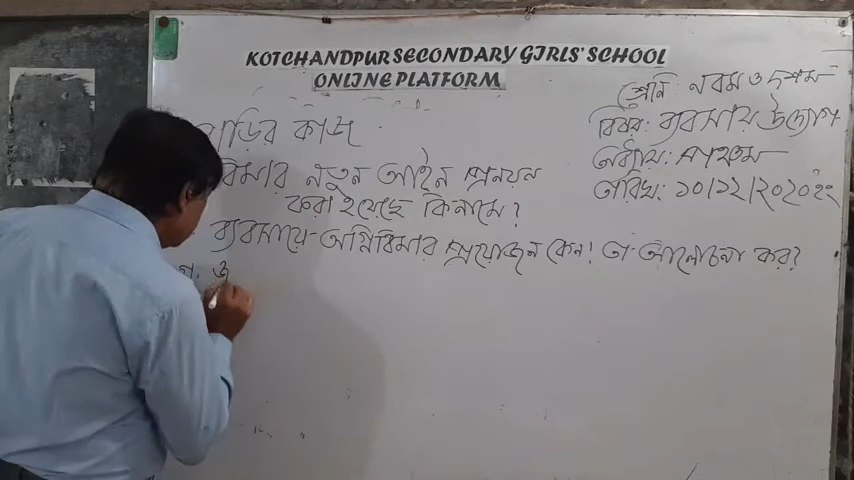 KOTCHANDPUR SECONDARY GIRLS' SCHOOL
ONLINE PLATFORM
শ্রেনি: নবম ও দশম
বিষয়: ব্যবসায় উদ্যোগ
অধ্যায়: পঞ্চম
তারিখ: ১০/১২/২০২০ইং
বাড়ির কাজ
বিমার নতুন আইন প্রনয়ন
করা হয়েছে কি নামে?
ব্যবসায়ে অগ্নিবিমার প্রয়োজন কেন! তা আলোচনা কর?